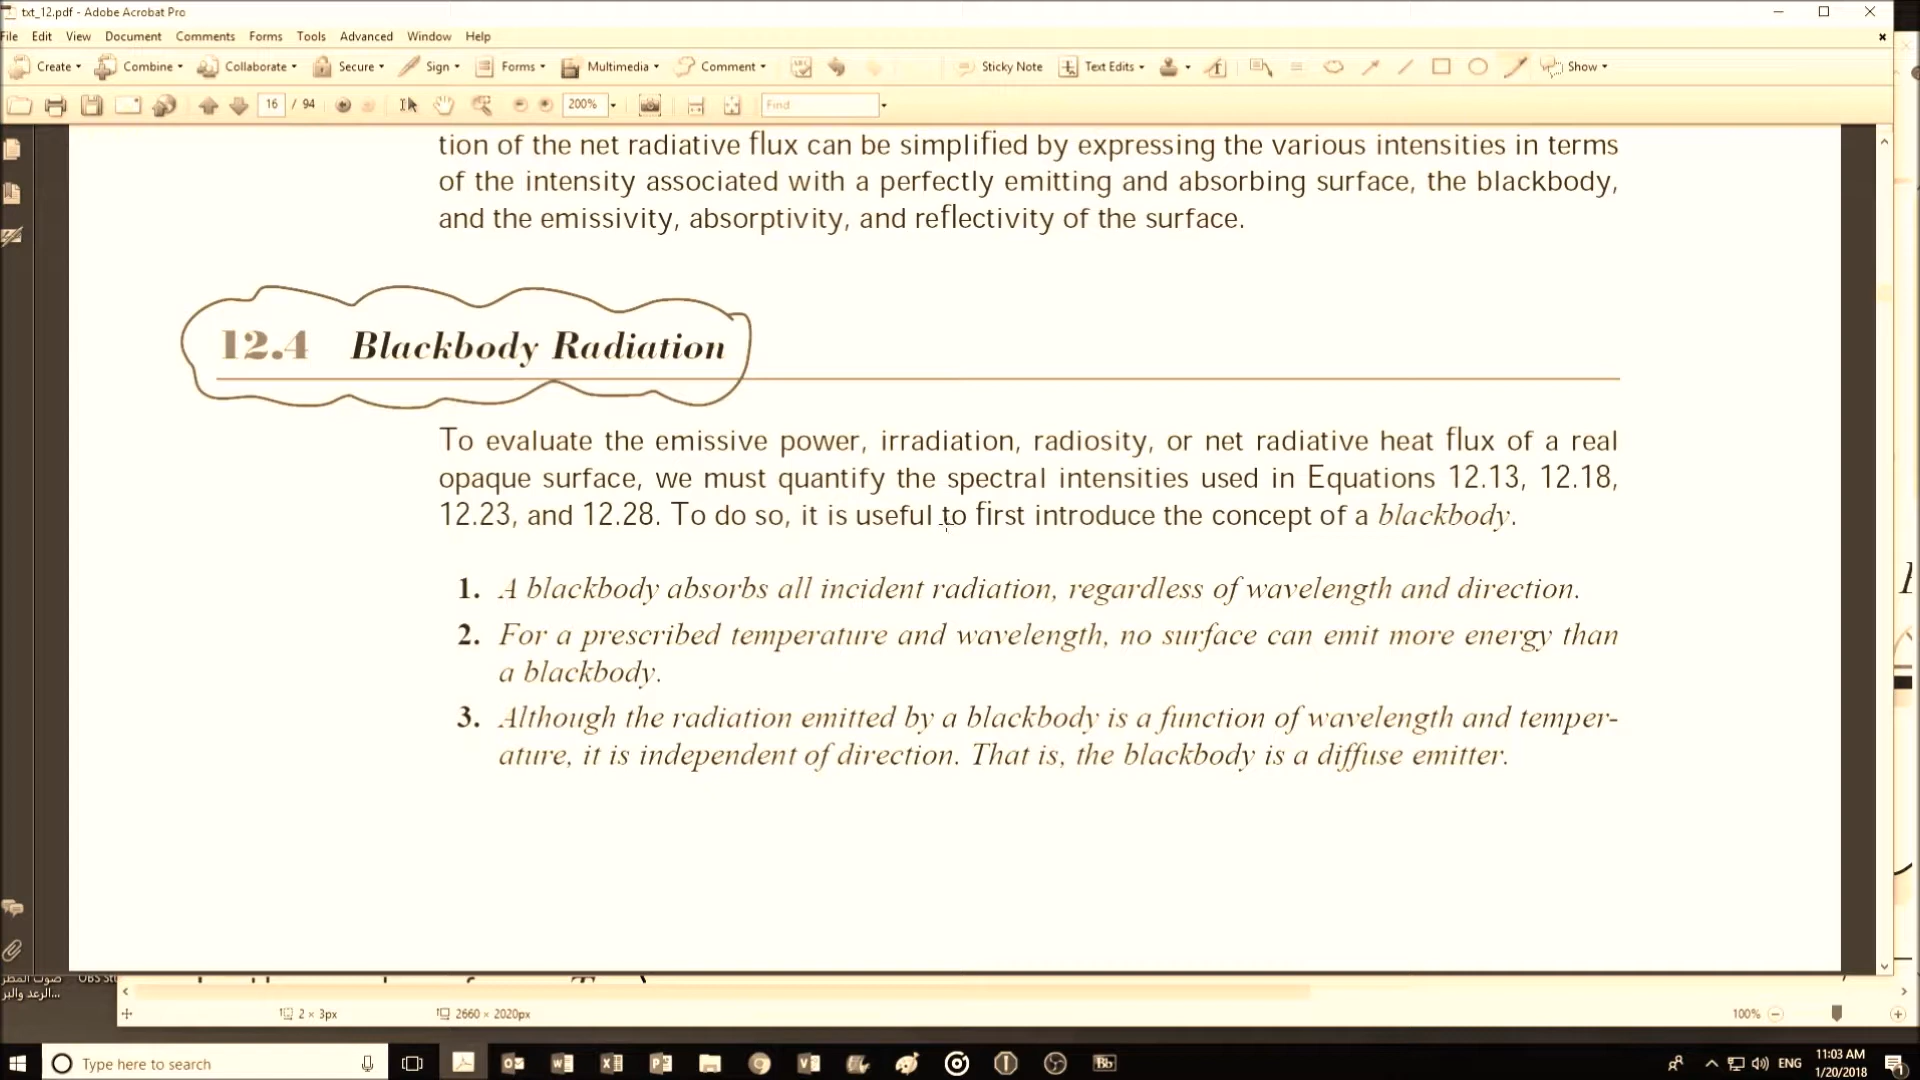 txt_12.pdf - Adobe Acrobat Pro
File Edit View Document Comments Forms Tools Advanced Window Help
Create Combine Collaborate Secure Sign Forms Multimedia Comment Sticky Note Text Edits Show
16 / 94 200% Find
tion of the net radiative flux can be simplified by expressing the various intensities in terms
of the intensity associated with a perfectly emitting and absorbing surface, the blackbody,
and the emissivity, absorptivity, and reflectivity of the surface.
12.4 Blackbody Radiation
To evaluate the emissive power, irradiation, radiosity, or net radiative heat flux of a real
opaque surface, we must quantify the spectral intensities used in Equations 12.13, 12.18,
12.23, and 12.28. To do so, it is useful to first introduce the concept of a blackbody.
1. A blackbody absorbs all incident radiation, regardless of wavelength and direction.
2. For a prescribed temperature and wavelength, no surface can emit more energy than
a blackbody.
3. Although the radiation emitted by a blackbody is a function of wavelength and temper-
ature, it is independent of direction. That is, the blackbody is a diffuse emitter.
صوت المطر
الرعد والبر...
2 × 3px 2660 × 2020px 100%
Type here to search
ENG 11:03 AM
1/20/2018